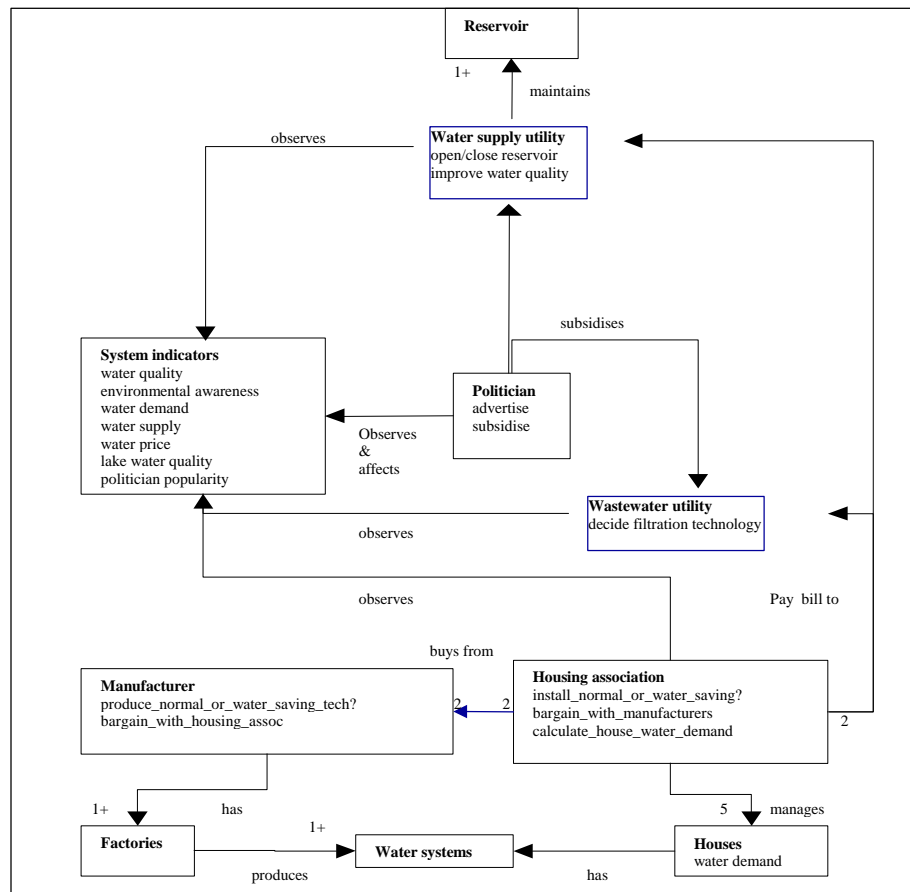 Reservoir
1+
maintains
observes
Water supply utility
open/close reservoir
improve water quality
subsidises
System indicators
water quality
environmental awareness
water demand
water supply
water price
lake water quality
politician popularity
Politician
advertise
subsidise
Observes
&
affects
Wastewater utility
decide filtration technology
observes
observes
Pay bill to
buys from
Manufacturer
produce_normal_or_water_saving_tech?
bargain_with_housing_assoc
2
2
Housing association
install_normal_or_water_saving?
bargain_with_manufacturers
calculate_house_water_demand
2
1+
has
5
manages
1+
Factories
produces
Water systems
has
Houses
water demand